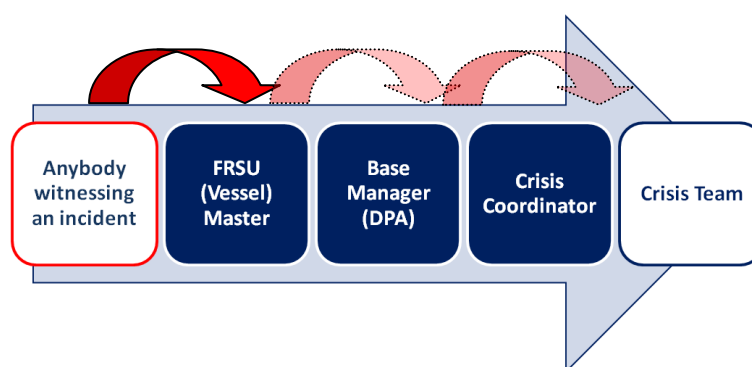 Anybody
witnessing
an incident
FRSU
(Vessel)
Master
Base
Manager
(DPA)
Crisis
Coordinator
Crisis Team